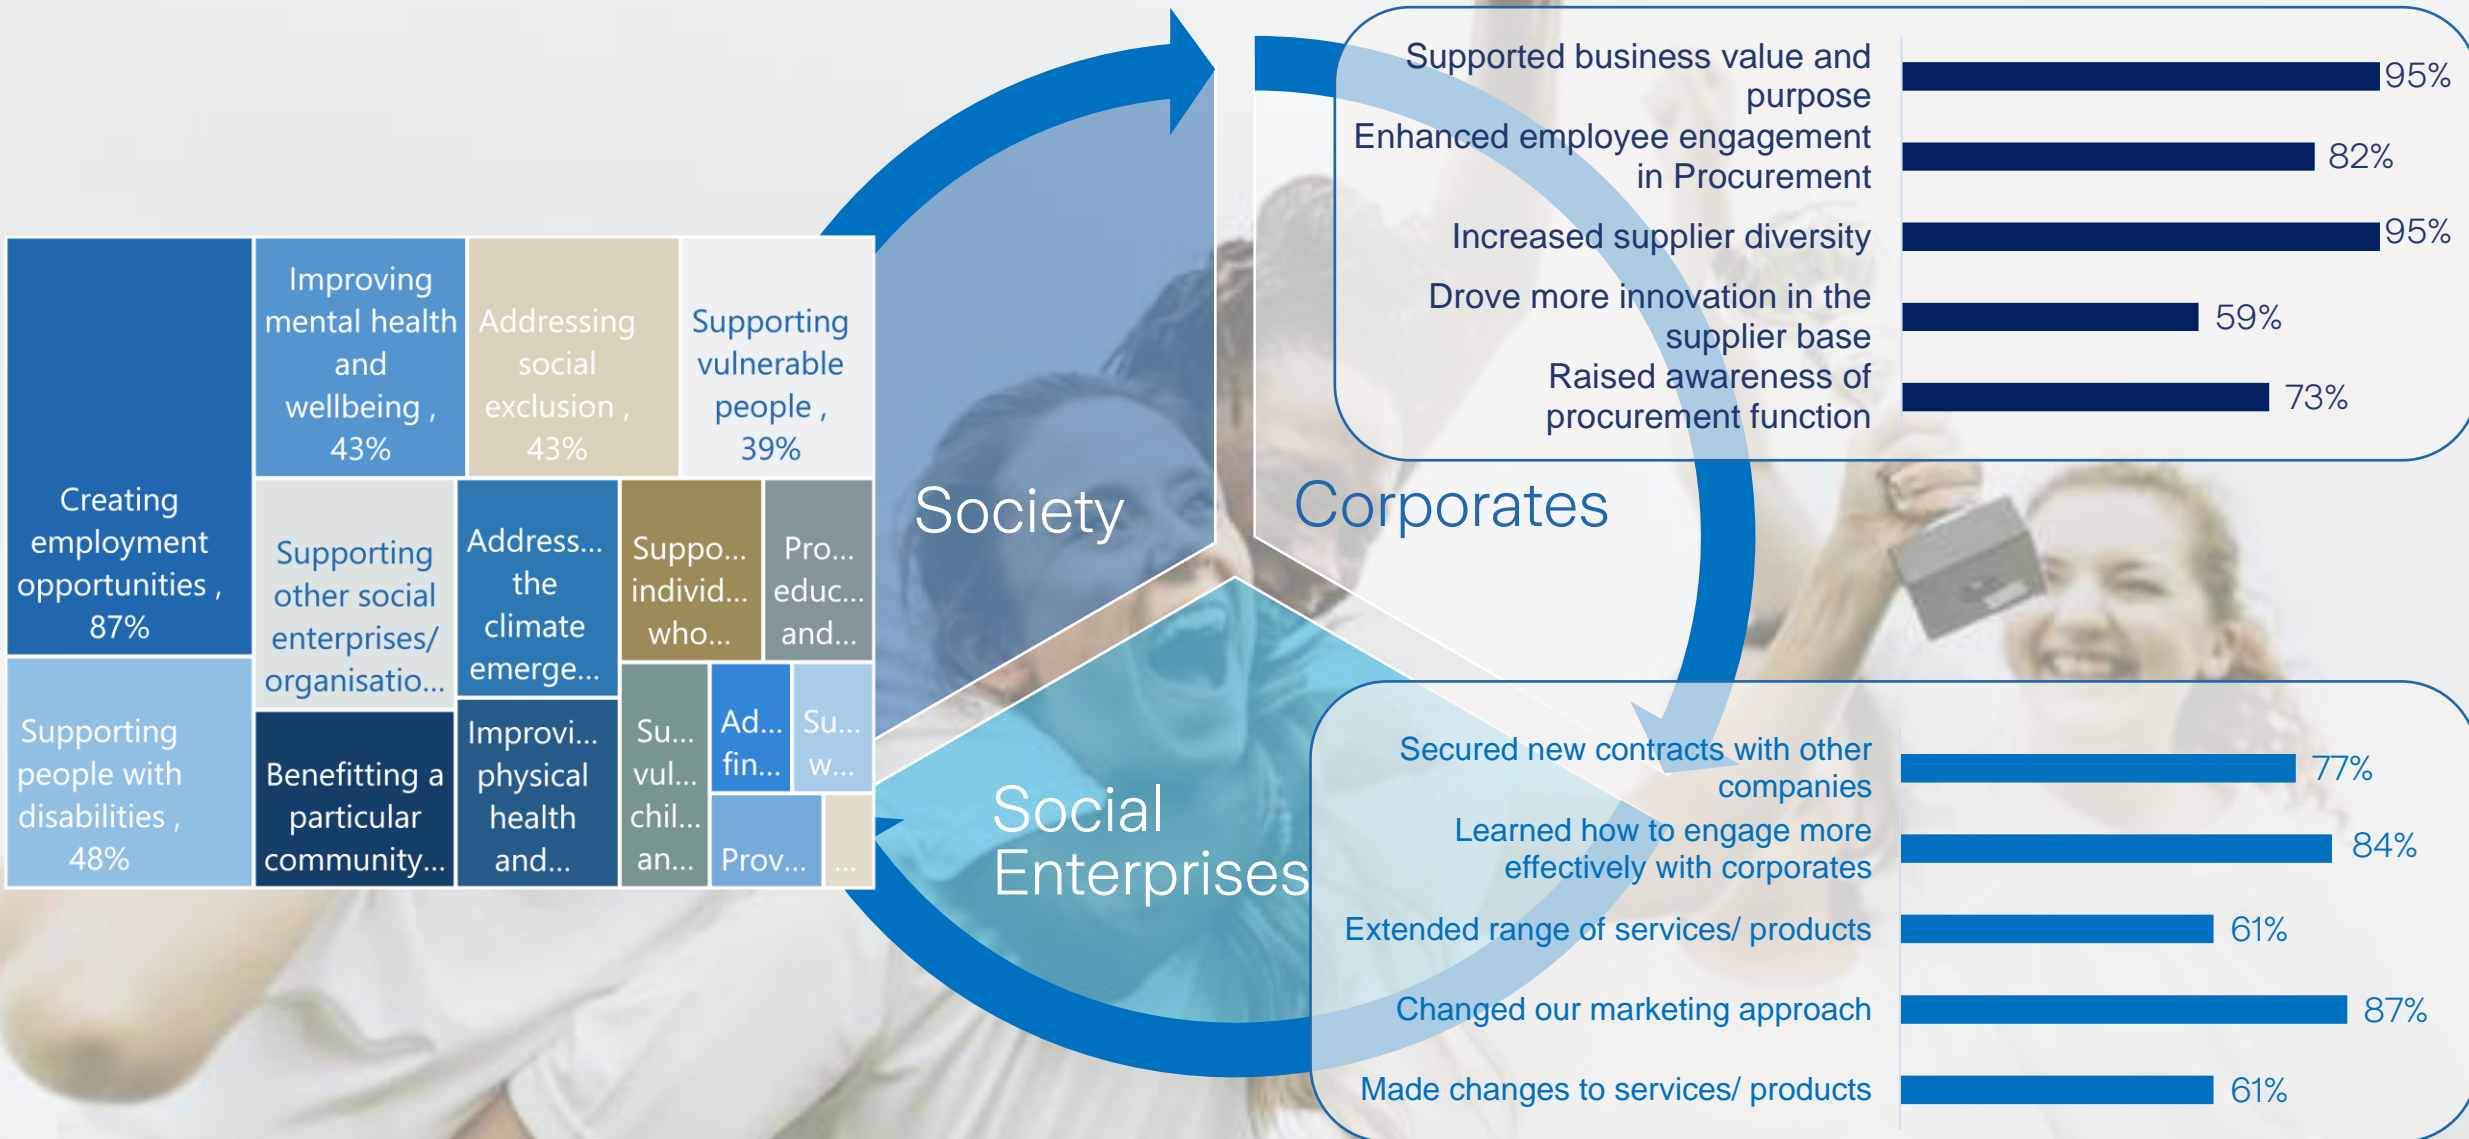 Creating
employment
opportunities ,
87%
Supporting
people with
disabilities ,
48%
Improving
mental health
and
wellbeing ,
43%
Addressing
social
exclusion ,
43%
Supporting
vulnerable
people ,
39%
Supporting
other social
enterprises/
organisatio...
Benefitting a
particular
community...
Address...
the
climate
emerge...
Improvi...
physical
health
and...
Suppo...
individ...
who...
Pro...
educ...
and...
Su...
vul...
chil...
an...
Ad...
fin...
Su...
w...
Prov...
...
Society
Corporates
Social
Enterprises
Supported business value and
purpose
95%
Enhanced employee engagement
in Procurement
82%
Increased supplier diversity
95%
Drove more innovation in the
supplier base
59%
Raised awareness of
procurement function
73%
Secured new contracts with other
companies
77%
Learned how to engage more
effectively with corporates
84%
Extended range of services/ products
61%
Changed our marketing approach
87%
Made changes to services/ products
61%